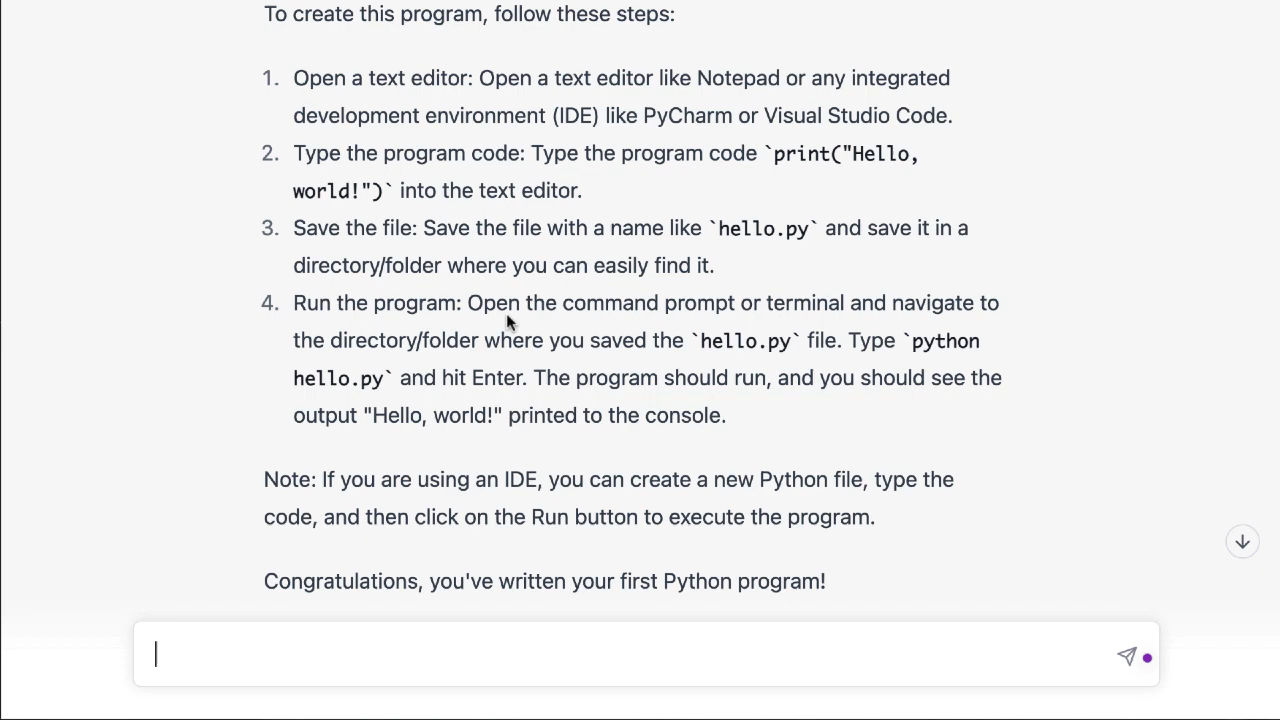 To create this program, follow these steps:
1. Open a text editor: Open a text editor like Notepad or any integrated
development environment (IDE) like PyCharm or Visual Studio Code.
2. Type the program code: Type the program code `print("Hello,
world!")` into the text editor.
3. Save the file: Save the file with a name like `hello.py` and save it in a
directory/folder where you can easily find it.
4. Run the program: Open the command prompt or terminal and navigate to
the directory/folder where you saved the `hello.py` file. Type `python
hello.py` and hit Enter. The program should run, and you should see the
output "Hello, world!" printed to the console.
Note: If you are using an IDE, you can create a new Python file, type the
code, and then click on the Run button to execute the program.
Congratulations, you've written your first Python program!